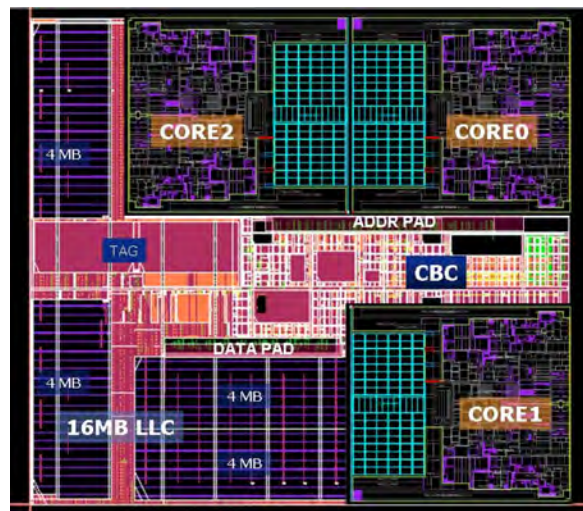 CORE2
CORE0
4 MB
ADDR PAD
TAG
CBC
DATA PAD
4 MB
4 MB
CORE1
16MB LLC
4 MB